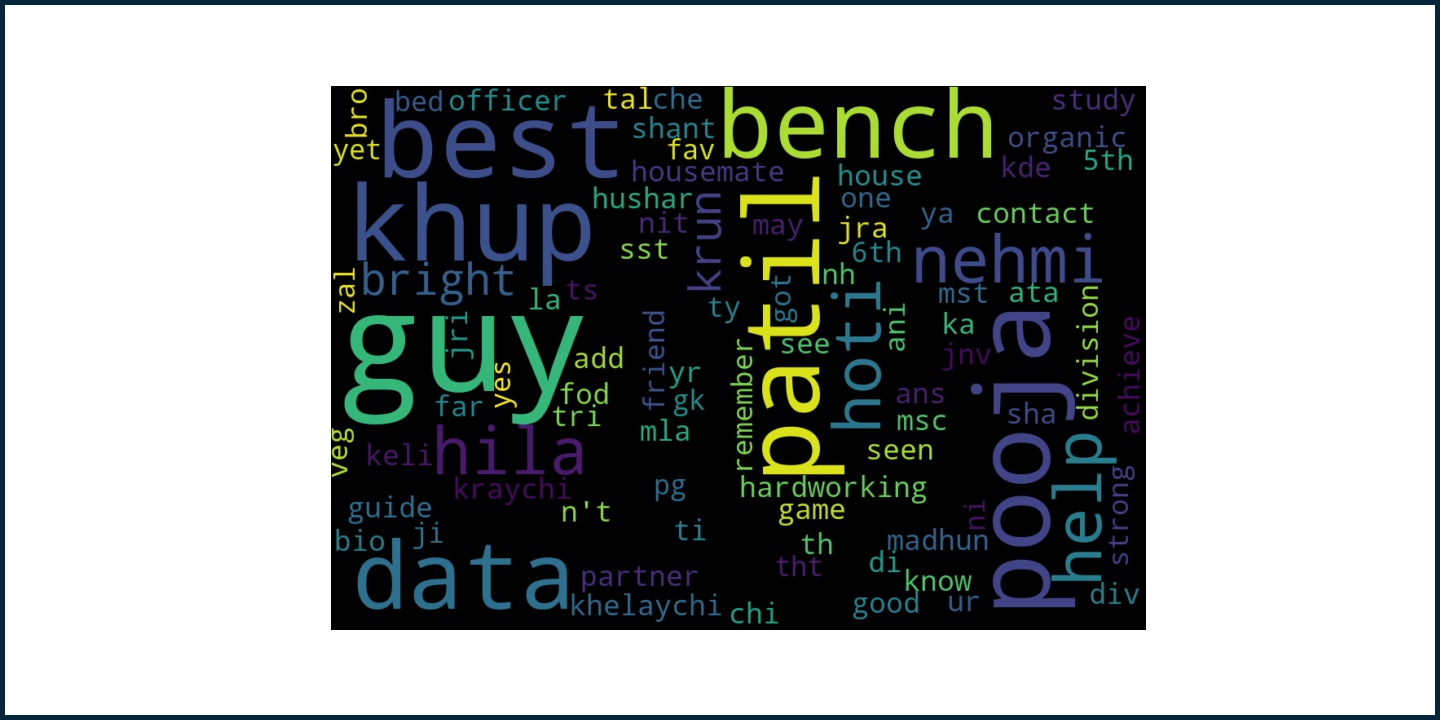 bro
bed officer
tal che
best
bench
study
yet
shant
fav
organic
5th
housemate
kde
house
khup
hushar
krun
patil
one
nit
may
jra
ya
contact
sst
6th
nehmi
bright
zal
nh
la
ts
got
mst
ata
ty
hoti
ani
ka
division
guy
jri
friend
see
jnv
pooja
achieve
yes
add
yr
remember
far
fod
gk
ans
sha
tri
msc
mla
veg
keli
hila
seen
help
kraychi
pg
hardworking
strong
guide
n't
game
ni
bio
ji
ti
th
madhun
data
partner
tht
di
know
khelaychi
chi
good
ur
div